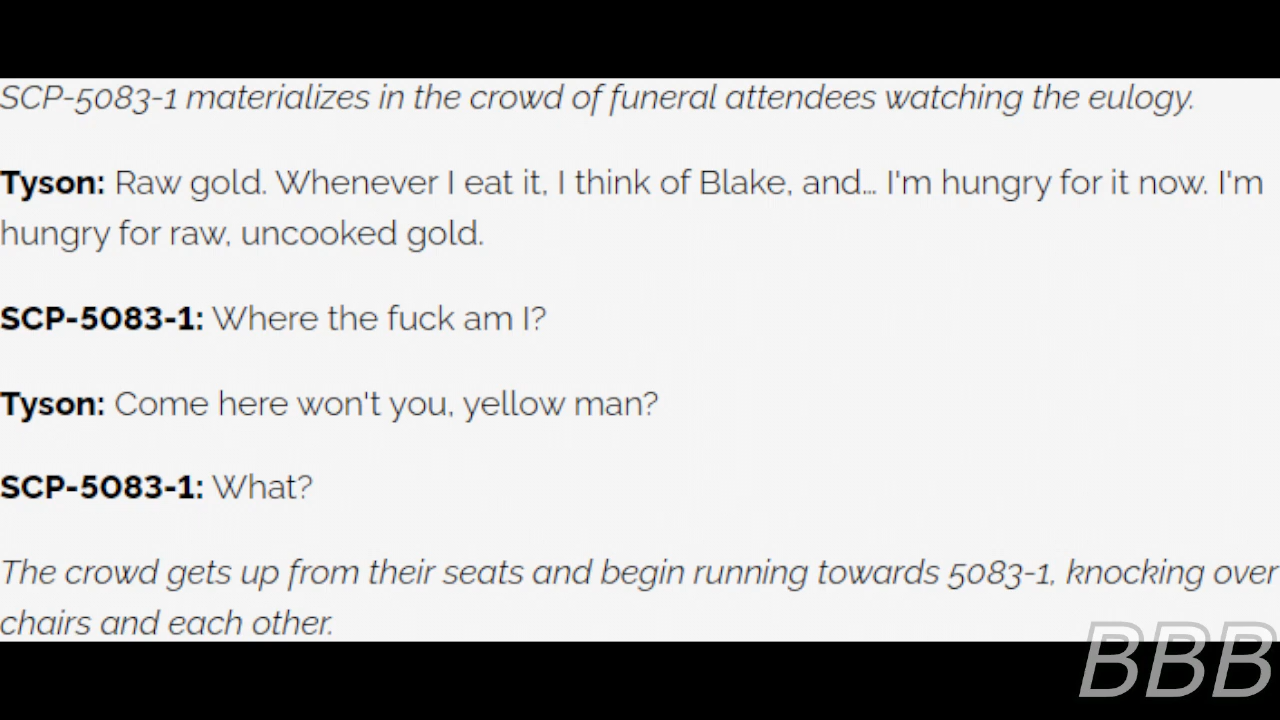 SCP-5083-1 materializes in the crowd of funeral attendees watching the eulogy.
Tyson: Raw gold. Whenever I eat it, I think of Blake, and... I'm hungry for it now. I'm
hungry for raw, uncooked gold.
SCP-5083-1: Where the fuck am I?
Tyson: Come here won't you, yellow man?
SCP-5083-1: What?
The crowd gets up from their seats and begin running towards 5083-1, knocking over
chairs and each other.
BBB